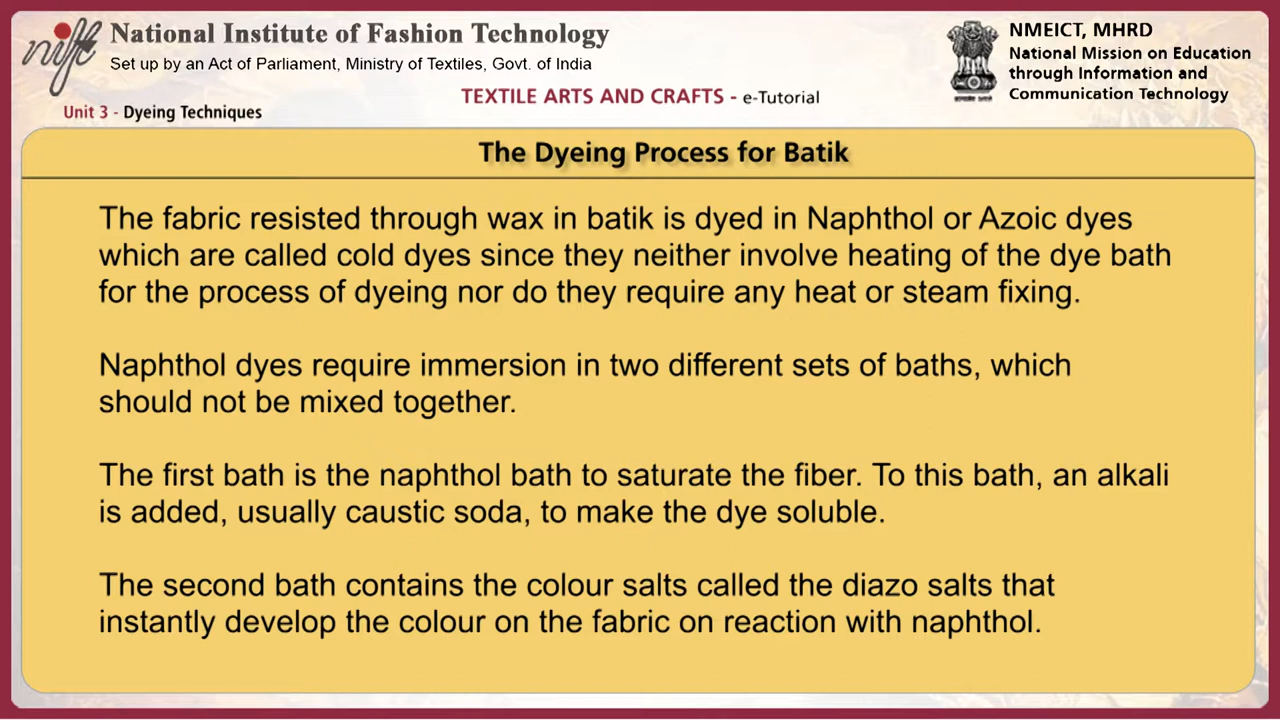 nift
National Institute of Fashion Technology
Set up by an Act of Parliament, Ministry of Textiles, Govt. of India
NMEICT, MHRD
National Mission on Education
through Information and
Communication Technology
TEXTILE ARTS AND CRAFTS - e-Tutorial
Unit 3 - Dyeing Techniques
The Dyeing Process for Batik
The fabric resisted through wax in batik is dyed in Naphthol or Azoic dyes
which are called cold dyes since they neither involve heating of the dye bath
for the process of dyeing nor do they require any heat or steam fixing.
Naphthol dyes require immersion in two different sets of baths, which
should not be mixed together.
The first bath is the naphthol bath to saturate the fiber. To this bath, an alkali
is added, usually caustic soda, to make the dye soluble.
The second bath contains the colour salts called the diazo salts that
instantly develop the colour on the fabric on reaction with naphthol.